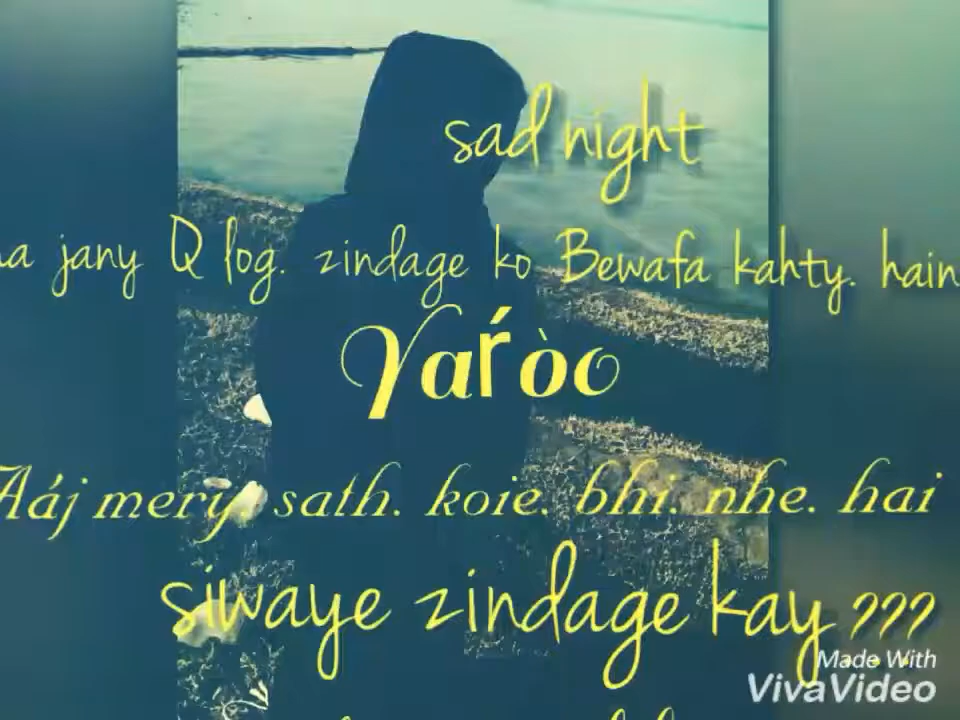 sad night
na jany Q log. zindage ko Bewafa kahty. hain
Yaŕòo
Aáj mery. sath. koie. bhi. nhe. hai
siwaye zindage kay ???
Made With
VivaVideo